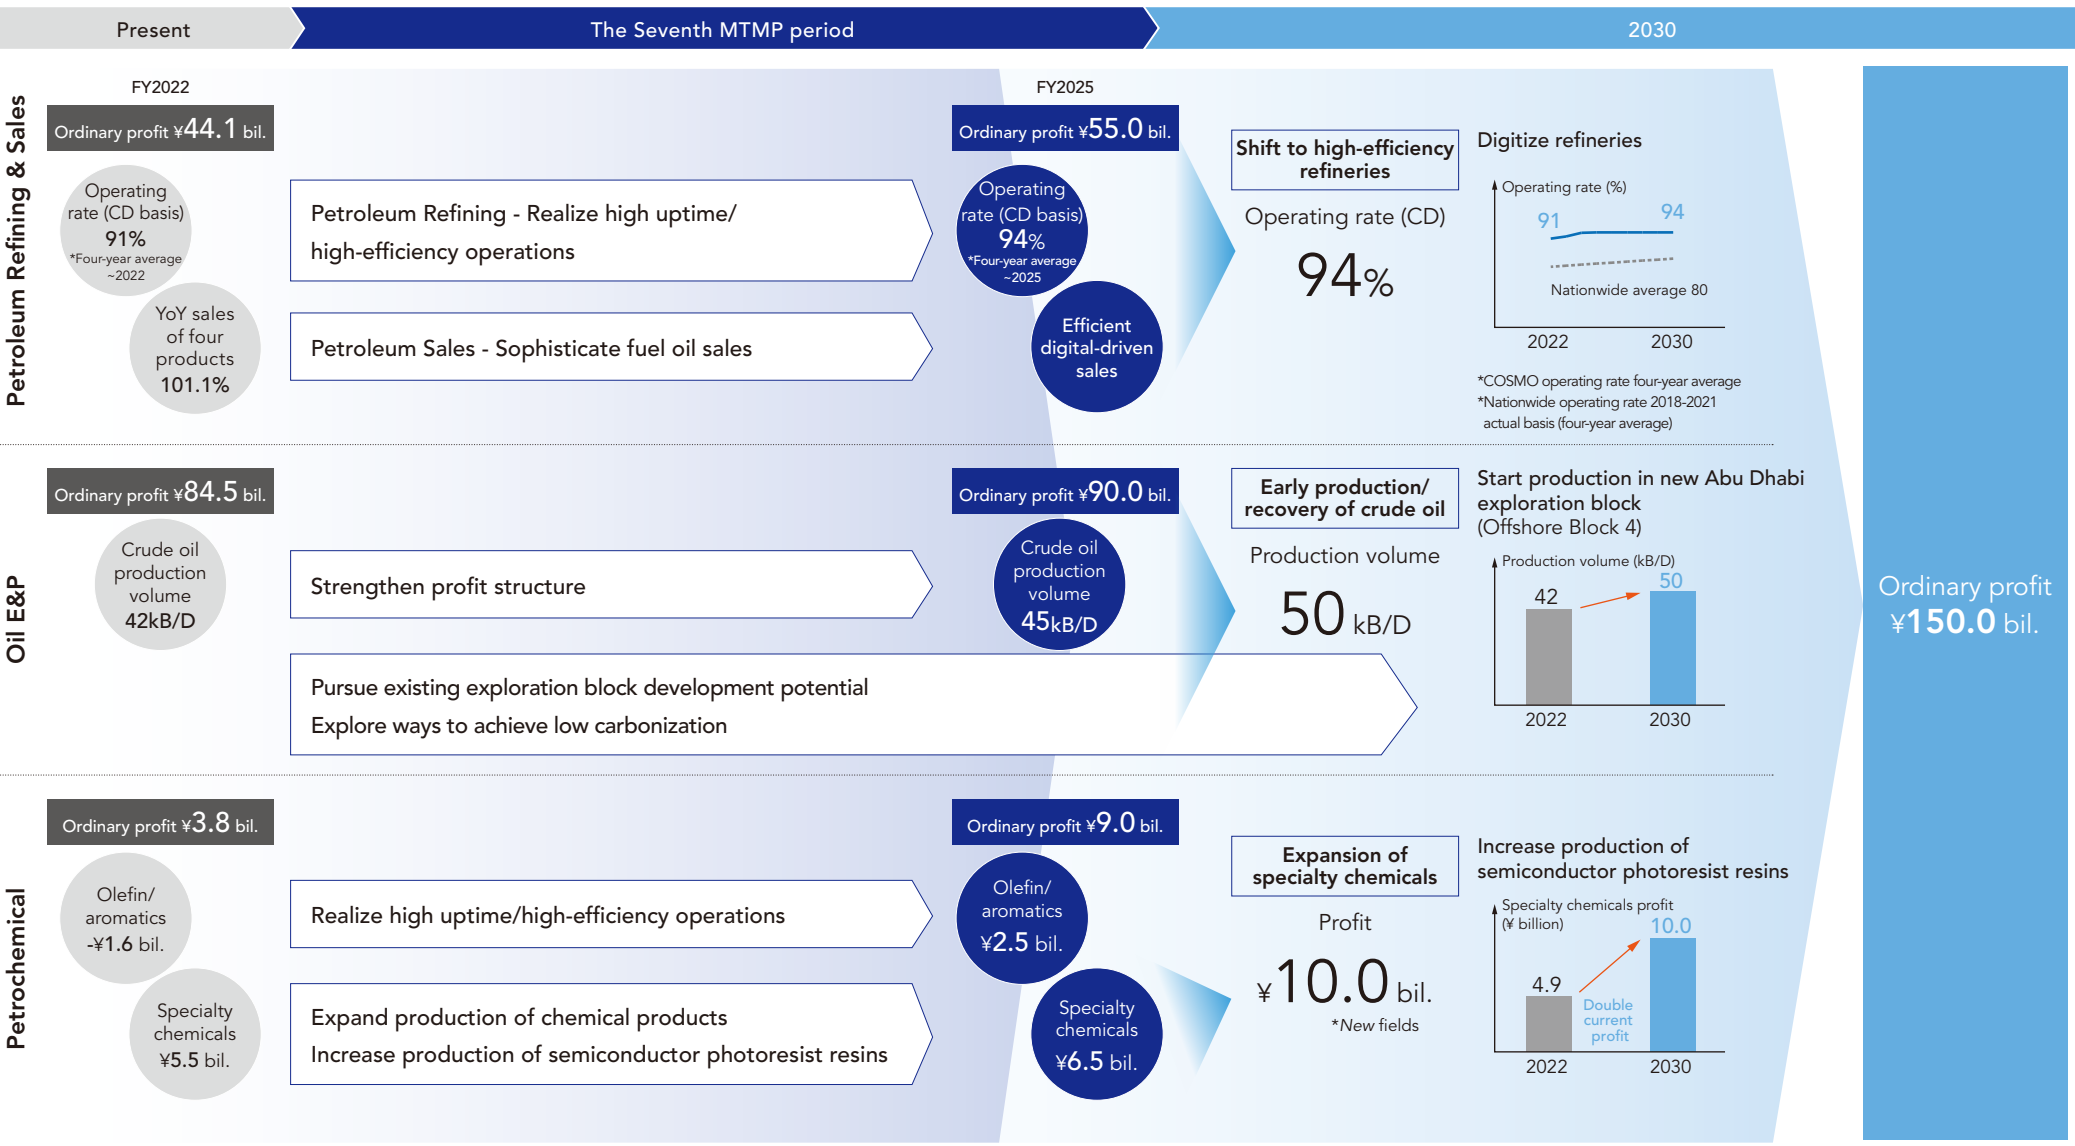 Present
The Seventh MTMP period
2030
Petroleum Refining & Sales
FY2022
Ordinary profit ¥44.1 bil.
Operating
rate (CD basis)
91%
*Four-year average
~2022
YoY sales
of four
products
101.1%
Petroleum Refining - Realize high uptime/
high-efficiency operations
Petroleum Sales - Sophisticate fuel oil sales
FY2025
Ordinary profit ¥55.0 bil.
Operating
rate (CD basis)
94%
*Four-year average
~2025
Efficient
digital-driven
sales
Shift to high-efficiency
refineries
Operating rate (CD)
94%
Digitize refineries
Operating rate (%)
91
94
Nationwide average 80
2022
2030
*COSMO operating rate four-year average
*Nationwide operating rate 2018-2021
actual basis (four-year average)
Oil E&P
Ordinary profit ¥84.5 bil.
Crude oil
production
volume
42kB/D
Strengthen profit structure
Pursue existing exploration block development potential
Explore ways to achieve low carbonization
Ordinary profit ¥90.0 bil.
Crude oil
production
volume
45kB/D
Early production/
recovery of crude oil
Production volume
50 kB/D
Start production in new Abu Dhabi
exploration block
(Offshore Block 4)
Production volume (kB/D)
42
50
2022
2030
Petrochemical
Ordinary profit ¥3.8 bil.
Olefin/
aromatics
-¥1.6 bil.
Specialty
chemicals
¥5.5 bil.
Realize high uptime/high-efficiency operations
Expand production of chemical products
Increase production of semiconductor photoresist resins
Ordinary profit ¥9.0 bil.
Olefin/
aromatics
¥2.5 bil.
Specialty
chemicals
¥6.5 bil.
Expansion of
specialty chemicals
Profit
¥10.0 bil.
*New fields
Increase production of
semiconductor photoresist resins
Specialty chemicals profit
(¥ billion)
4.9
10.0
Double
current
profit
2022
2030
Ordinary profit
¥150.0 bil.